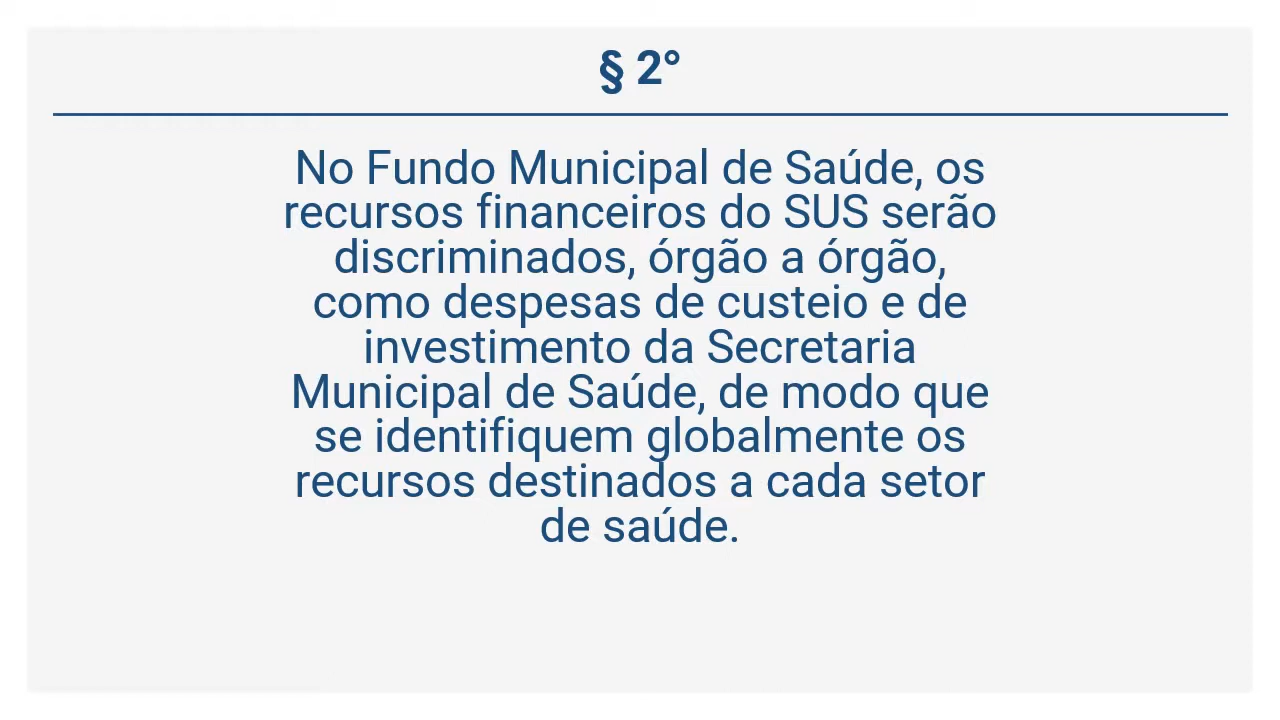 § 2°
No Fundo Municipal de Saúde, os
recursos financeiros do SUS serão
discriminados, órgão a órgão,
como despesas de custeio e de
investimento da Secretaria
Municipal de Saúde, de modo que
se identifiquem globalmente os
recursos destinados a cada setor
de saúde.